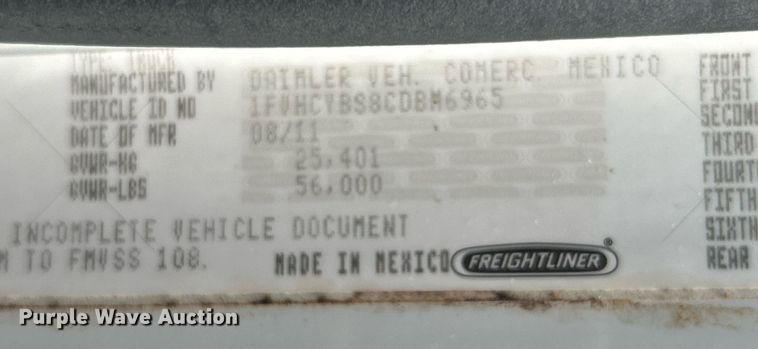 TYPE: TRUCK
MANUFACTURED BY DAIMLER VEH. COMERC. MEXICO
VEHICLE ID NO 1FVHCYBS8CDBM6965
DATE OF MFR 08/11
GVWR-KG 25,401
GVWR-LBS 56,000
FRONT
FIRST
SECOND
THIRD
FOURTH
FIFTH
SIXTH
REAR
INCOMPLETE VEHICLE DOCUMENT
M TO FMVSS 108.
MADE IN MEXICO FREIGHTLINER®
Purple Wave Auction